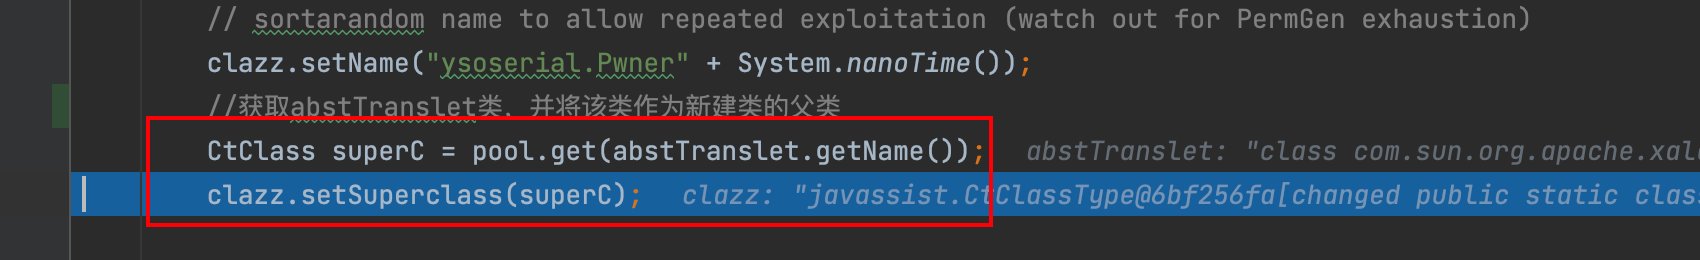 // sortarandom name to allow repeated exploitation (watch out for PermGen exhaustion)
clazz.setName("ysoserial.Pwner" + System.nanoTime());
//获取abstTranslet类，并将该类作为新建类的父类
CtClass superC = pool.get(abstTranslet.getName()); abstTranslet: "class com.sun.org.apache.xal
clazz.setSuperclass(superC); clazz: "javassist.CtClassType@6bf256fa[changed public static clas